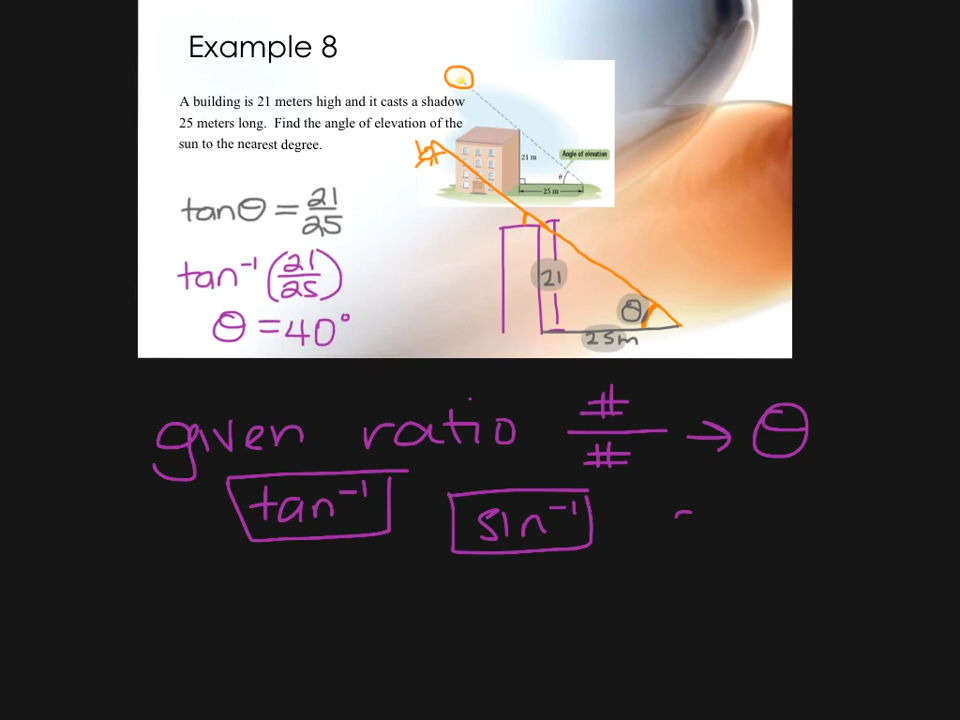 Example 8
A building is 21 meters high and it casts a shadow
25 meters long. Find the angle of elevation of the
sun to the nearest degree.
21 m
Angle of elevation
θ
25 m
tanθ = 21/25
tan⁻¹(21/25)
θ = 40°
21
θ
25m
given ratio #/# → θ
tan⁻¹ sin⁻¹